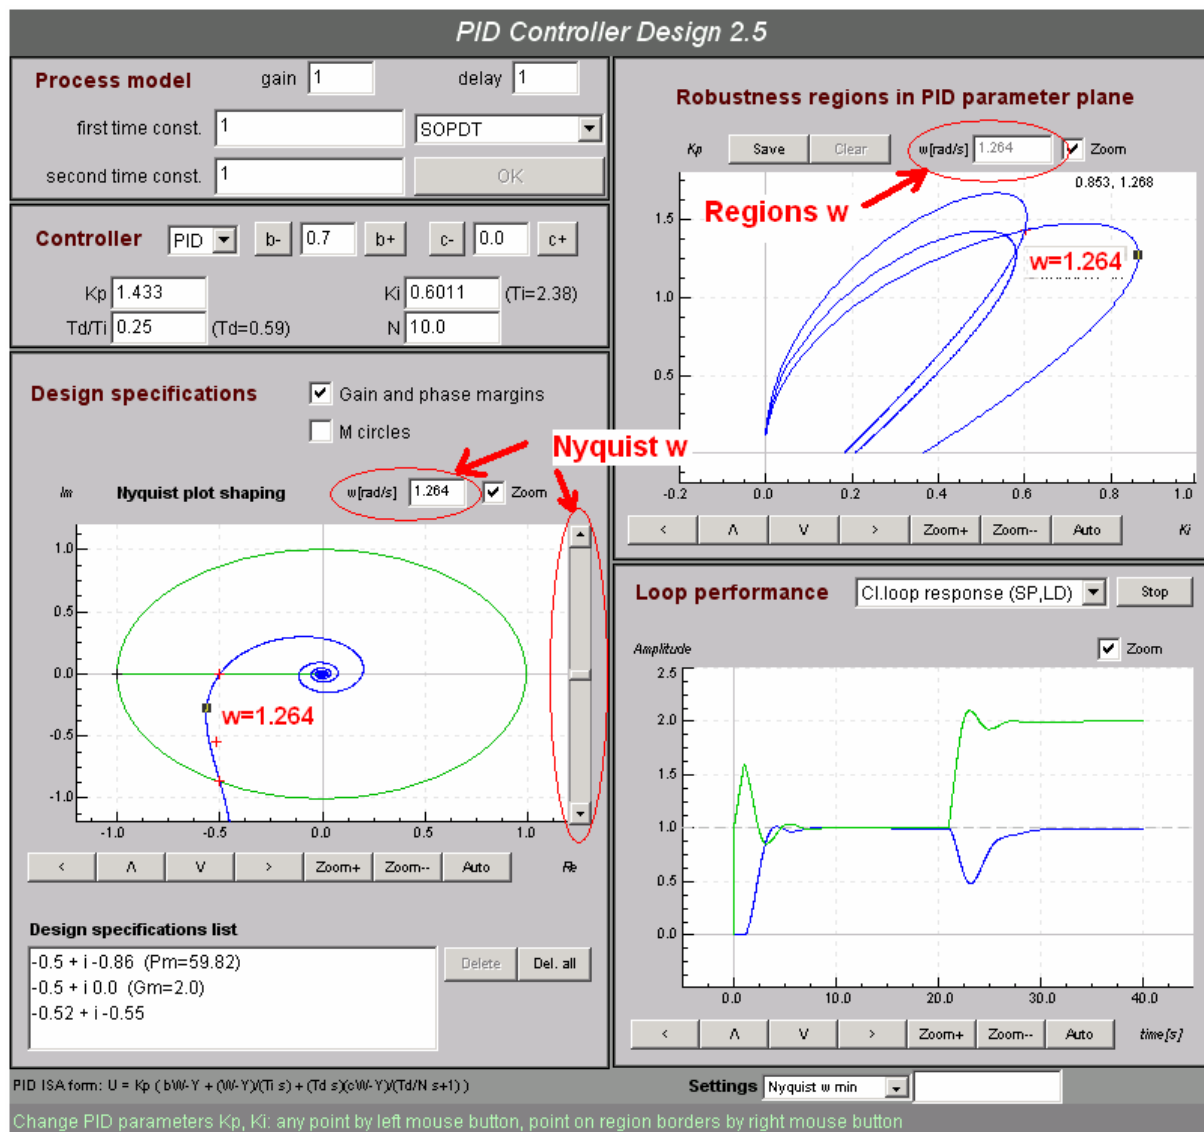 PID Controller Design 2.5
Process model
gain 1
delay 1
first time const. 1
SOPDT
second time const. 1
OK
Controller PID b- 0.7 b+ c- 0.0 c+
Kp 1.433 Ki 0.6011 (Ti=2.38)
Td/Ti 0.25 (Td=0.59) N 10.0
Design specifications
Gain and phase margins
M circles
Nyquist w
Im Nyquist plot shaping w[rad/s] 1.264 Zoom
1.0
0.5
0.0
w=1.264
-0.5
-1.0
-1.0 -0.5 0.0 0.5 1.0
< Λ V > Zoom+ Zoom-- Auto Re
Design specifications list
-0.5 + i -0.86 (Pm=59.82)
-0.5 + i 0.0 (Gm=2.0)
-0.52 + i -0.55
Delete Del. all
Robustness regions in PID parameter plane
Kp Save Clear w[rad/s] 1.264 Zoom
0.853, 1.268
Regions w
1.5
w=1.264
1.0
0.5
-0.2 0.0 0.2 0.4 0.6 0.8 1.0
< Λ V > Zoom+ Zoom-- Auto Ki
Loop performance Cl.loop response (SP,LD) Stop
Amplitude Zoom
2.5
2.0
1.0
0.5
0.0
0.0 10.0 20.0 30.0 40.0
< Λ V > Zoom+ Zoom-- Auto time[s]
PID ISA form: U = Kp ( bW-Y + (W-Y)/(Ti s) + (Td s)(cW-Y)/(Td/N s+1) )
Settings Nyquist w min
Change PID parameters Kp, Ki: any point by left mouse button, point on region borders by right mouse button